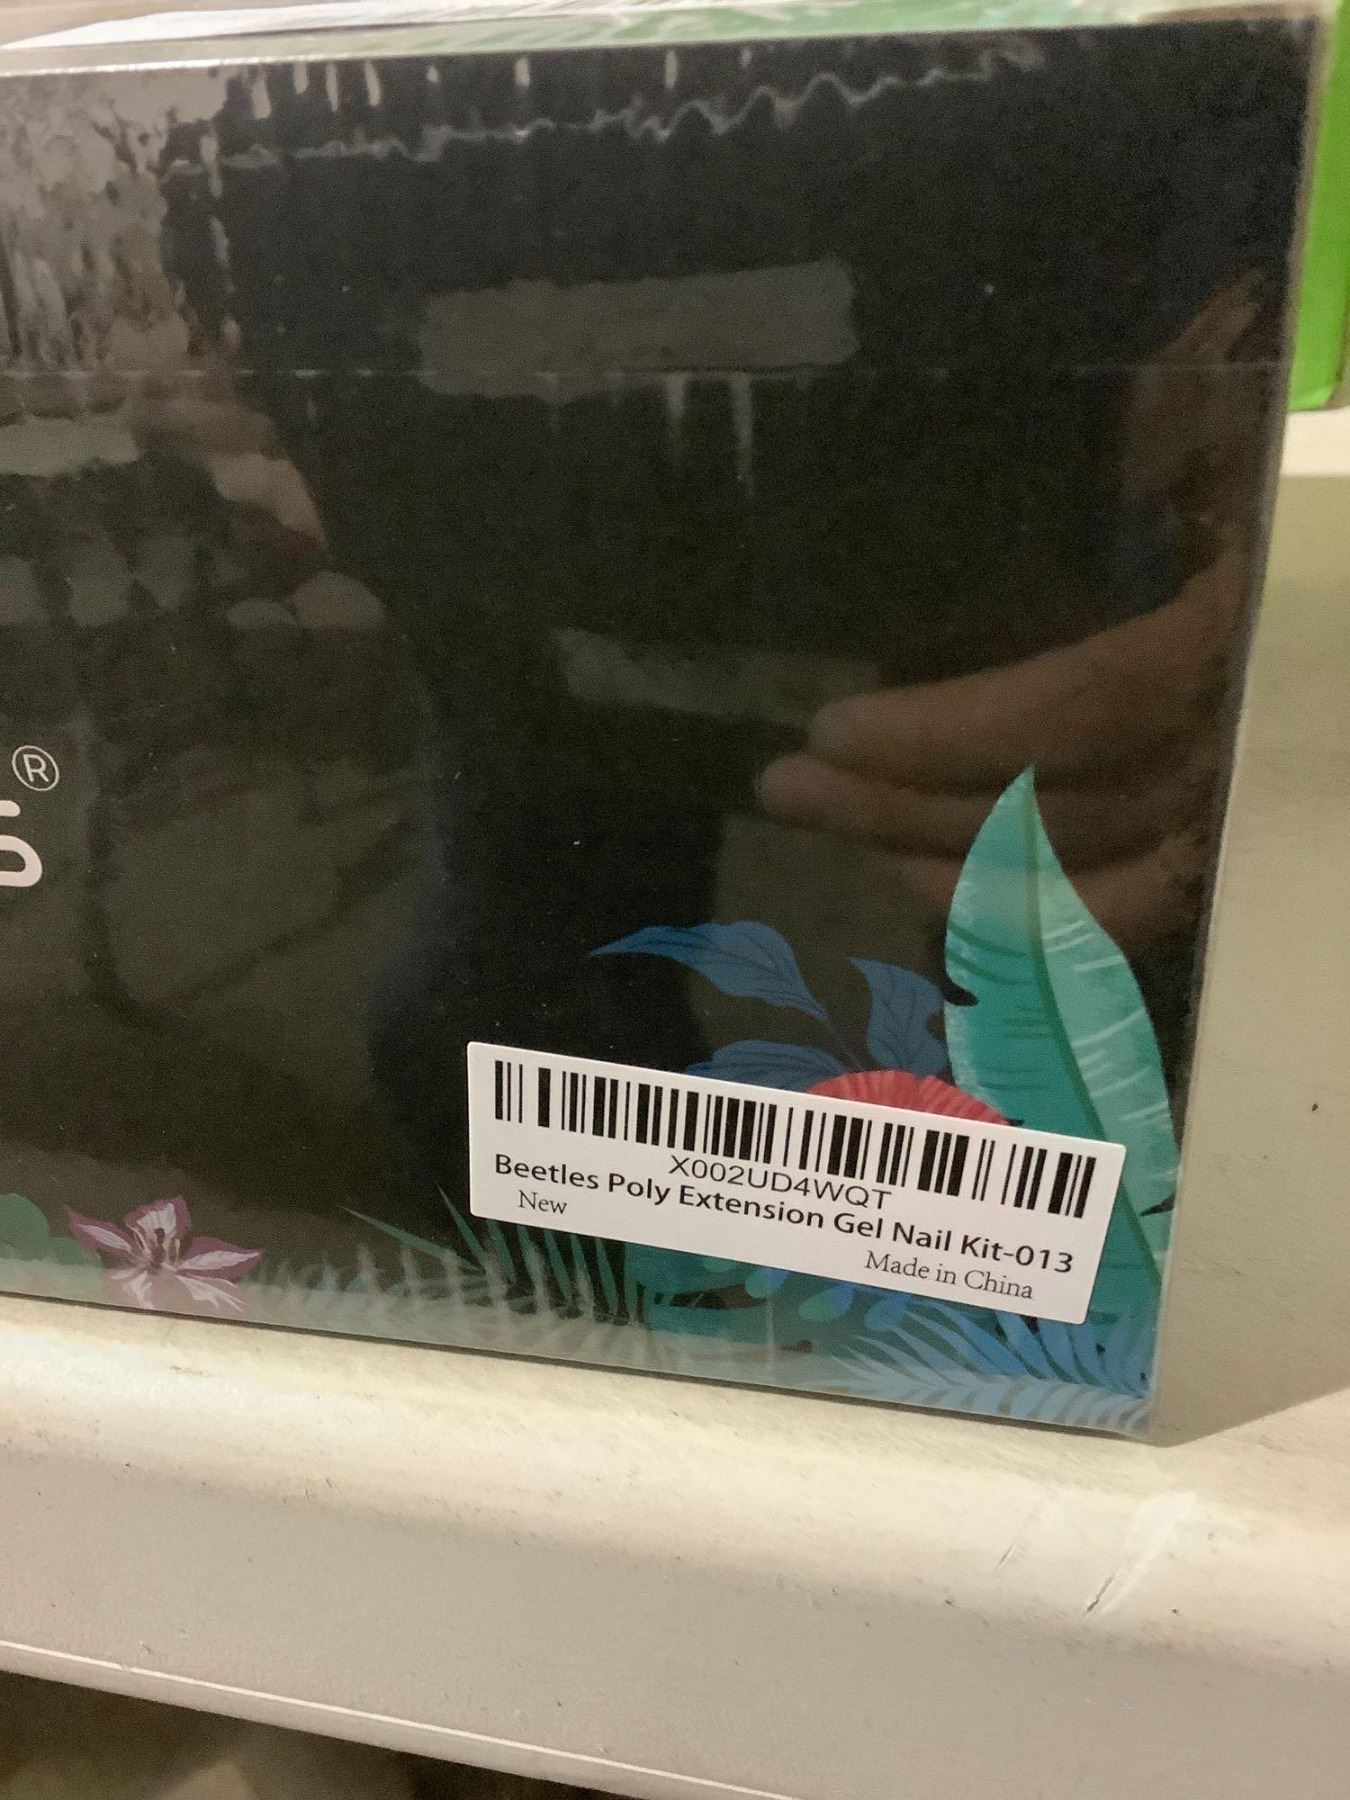 ®
X002UD4WQT
Beetles Poly Extension Gel Nail Kit-013
New
Made in China